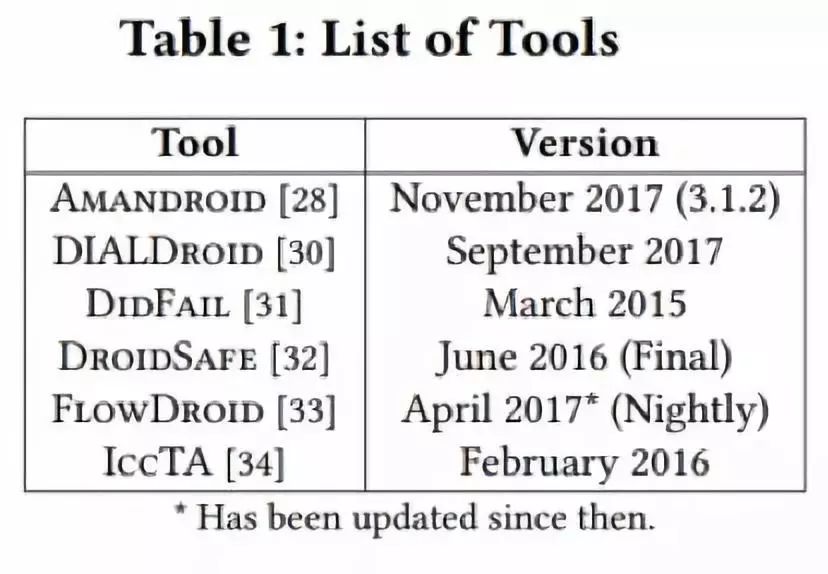 Table 1: List of Tools
Tool Version
AMANDROID [28] November 2017 (3.1.2)
DIALDROID [30] September 2017
DIDFAIL [31] March 2015
DROIDSAFE [32] June 2016 (Final)
FLOWDROID [33] April 2017* (Nightly)
ICCTA [34] February 2016
* Has been updated since then.